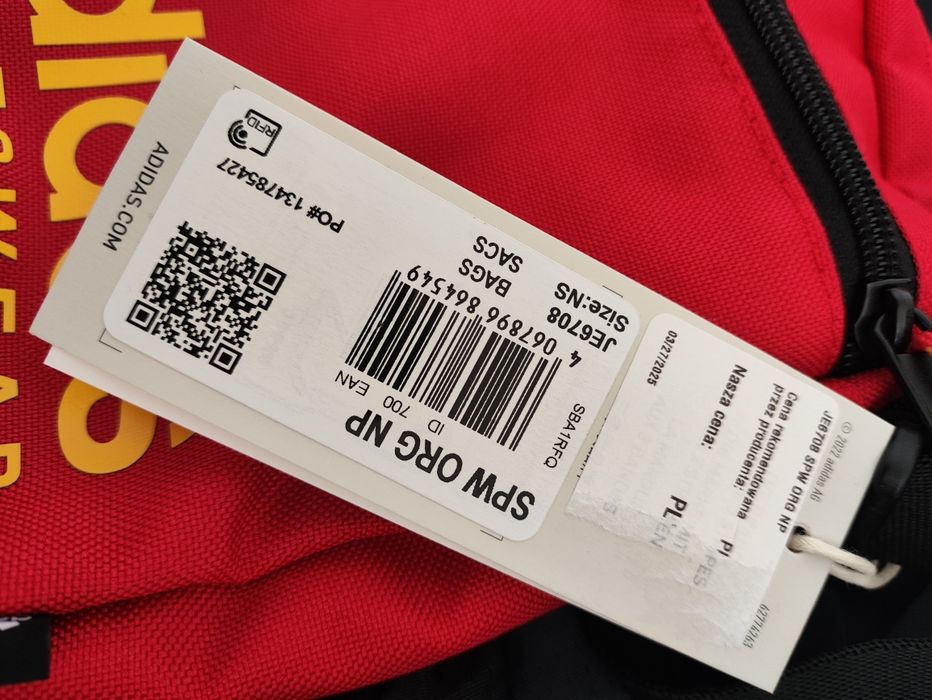 adidas
ADIDAS.COM
RFID
PO# 134785427
SACS
BAGS
Size:NS
JE6708
4 067896 864549
EAN
700
ID
SBA1RFQ
SPW ORG NP
03/27/2025
Nasza cena:
PL
Cena rekomendowana
przez producenta:
JE6708 SPW ORG NP
© 2022 adidas AG